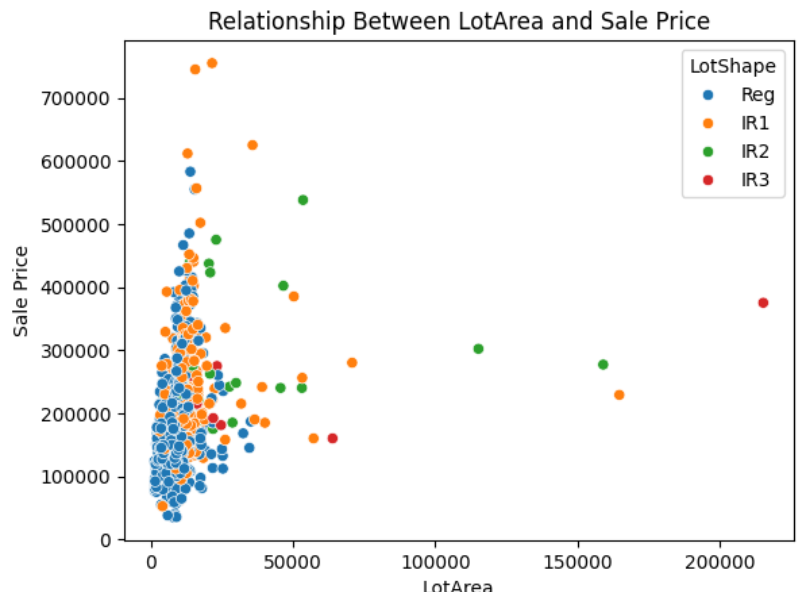 Relationship Between LotArea and Sale Price
LotShape
Reg
IR1
IR2
IR3
Sale Price
700000
600000
500000
400000
300000
200000
100000
0
0
50000
100000
150000
200000
LotArea